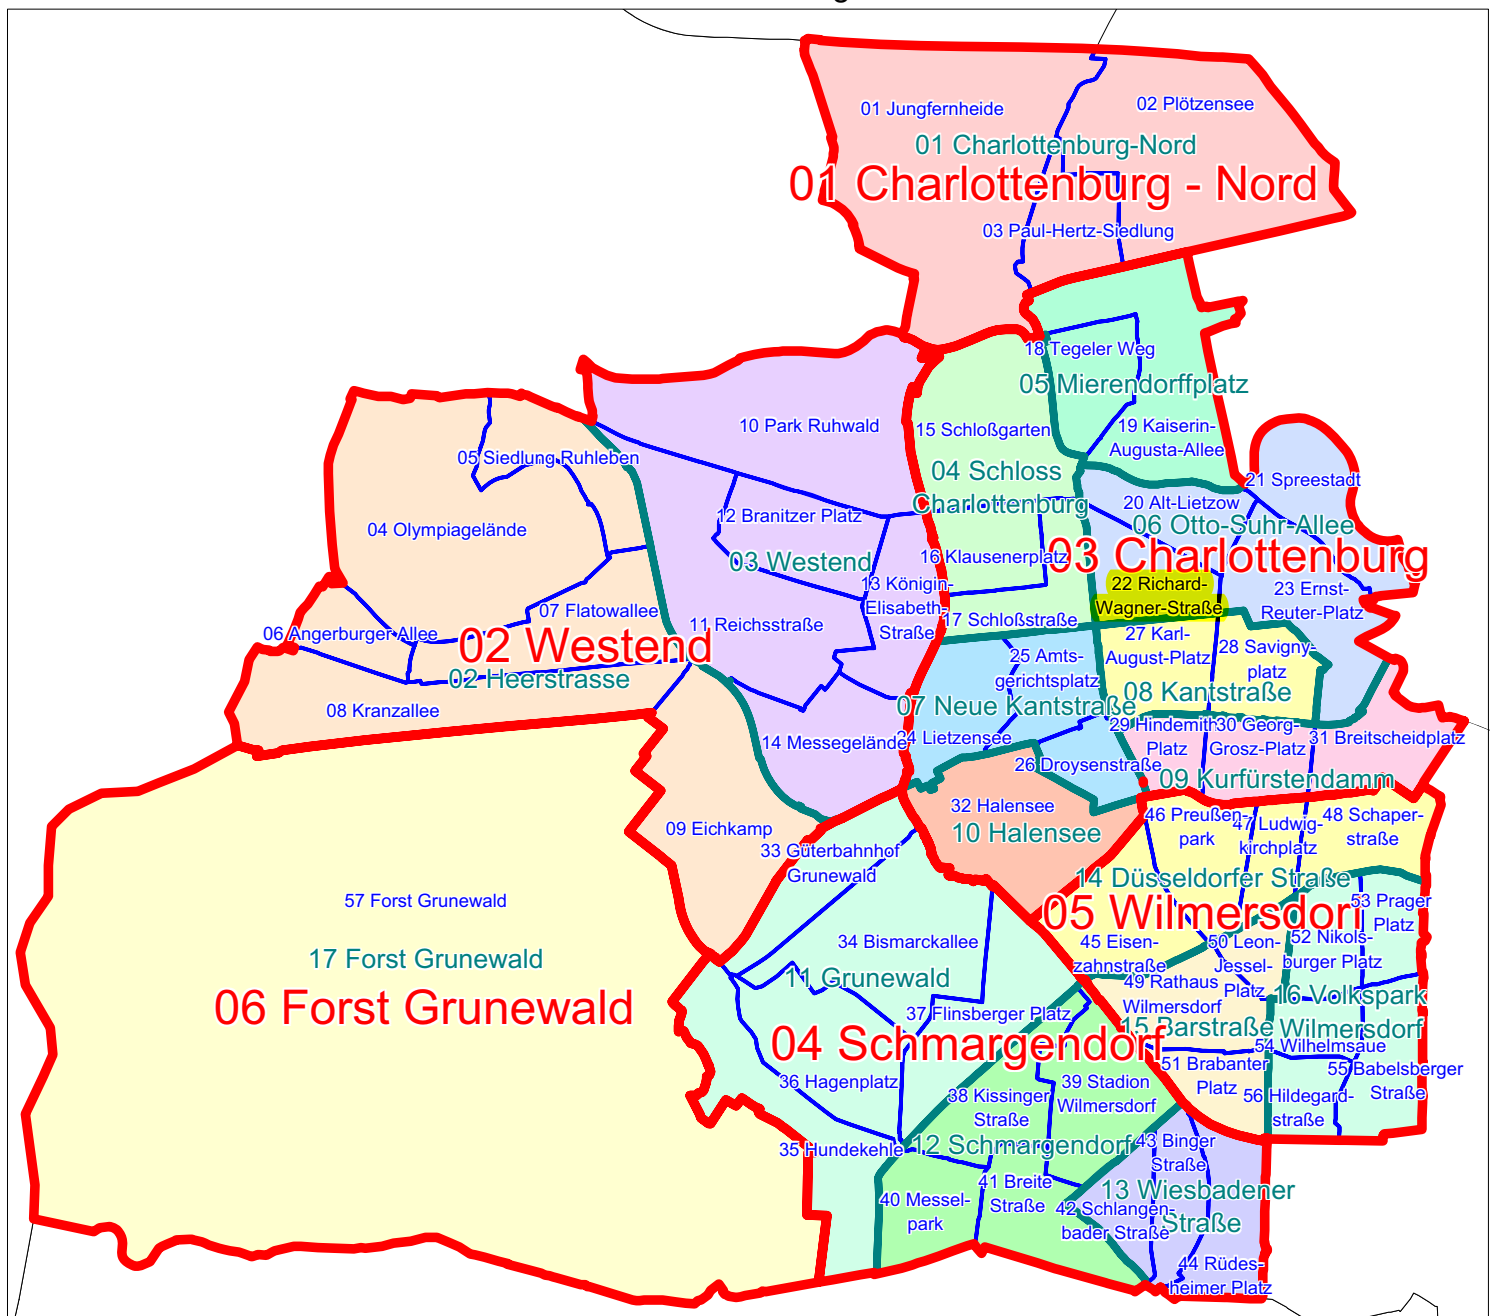 01 Jungfernheide
02 Plötzensee
01 Charlottenburg-Nord
01 Charlottenburg - Nord
03 Paul-Hertz-Siedlung
18 Tegeler Weg
05 Mierendorffplatz
10 Park Ruhwald
15 Schloßgarten
19 Kaiserin-
Augusta-Allee
05 Siedlung Ruhleben
04 Schloss
Charlottenburg
21 Spreestadt
20 Alt-Lietzow
12 Branitzer Platz
04 Olympiagelände
06 Otto-Suhr-Allee
03 Charlottenburg
16 Klausenerplatz
03 Westend
13 Königin-
Elisabeth-
Straße
22 Richard-
Wagner-Straße
23 Ernst-
Reuter-Platz
07 Flatowallee
17 Schloßstraße
11 Reichsstraße
06 Angerburger Allee
02 Westend
02 Heerstrasse
27 Karl-
August-Platz
28 Savigny-
platz
25 Amts-
gerichtsplatz
08 Kantstraße
07 Neue Kantstraße
08 Kranzallee
29 Hindemith-
Platz
30 Georg-
Grosz-Platz
31 Breitscheidplatz
14 Messegelände
24 Lietzensee
26 Droysenstraße
09 Kurfürstendamm
32 Halensee
10 Halensee
46 Preußen-
park
47 Ludwig-
kirchplatz
48 Schaper-
straße
09 Eichkamp
33 Güterbahnhof
Grunewald
14 Düsseldorfer Straße
05 Wilmersdorf
57 Forst Grunewald
53 Prager
Platz
34 Bismarckallee
45 Eisen-
zahnstraße
50 Leon-
Jessel-
Platz
52 Nikols-
burger Platz
17 Forst Grunewald
11 Grunewald
49 Rathaus
Wilmersdorf
16 Volkspark
Wilmersdorf
06 Forst Grunewald
37 Flinsberger Platz
15 Barstraße
04 Schmargendorf
54 Wilhelmsaue
51 Brabanter
Platz
55 Babelsberger
Straße
36 Hagenplatz
39 Stadion
Wilmersdorf
38 Kissinger
Straße
56 Hildegard-
straße
35 Hundekehle
12 Schmargendorf
43 Binger
Straße
41 Breite
Straße
13 Wiesbadener
Straße
40 Messel-
park
42 Schlangen-
bader Straße
44 Rüdes-
heimer Platz